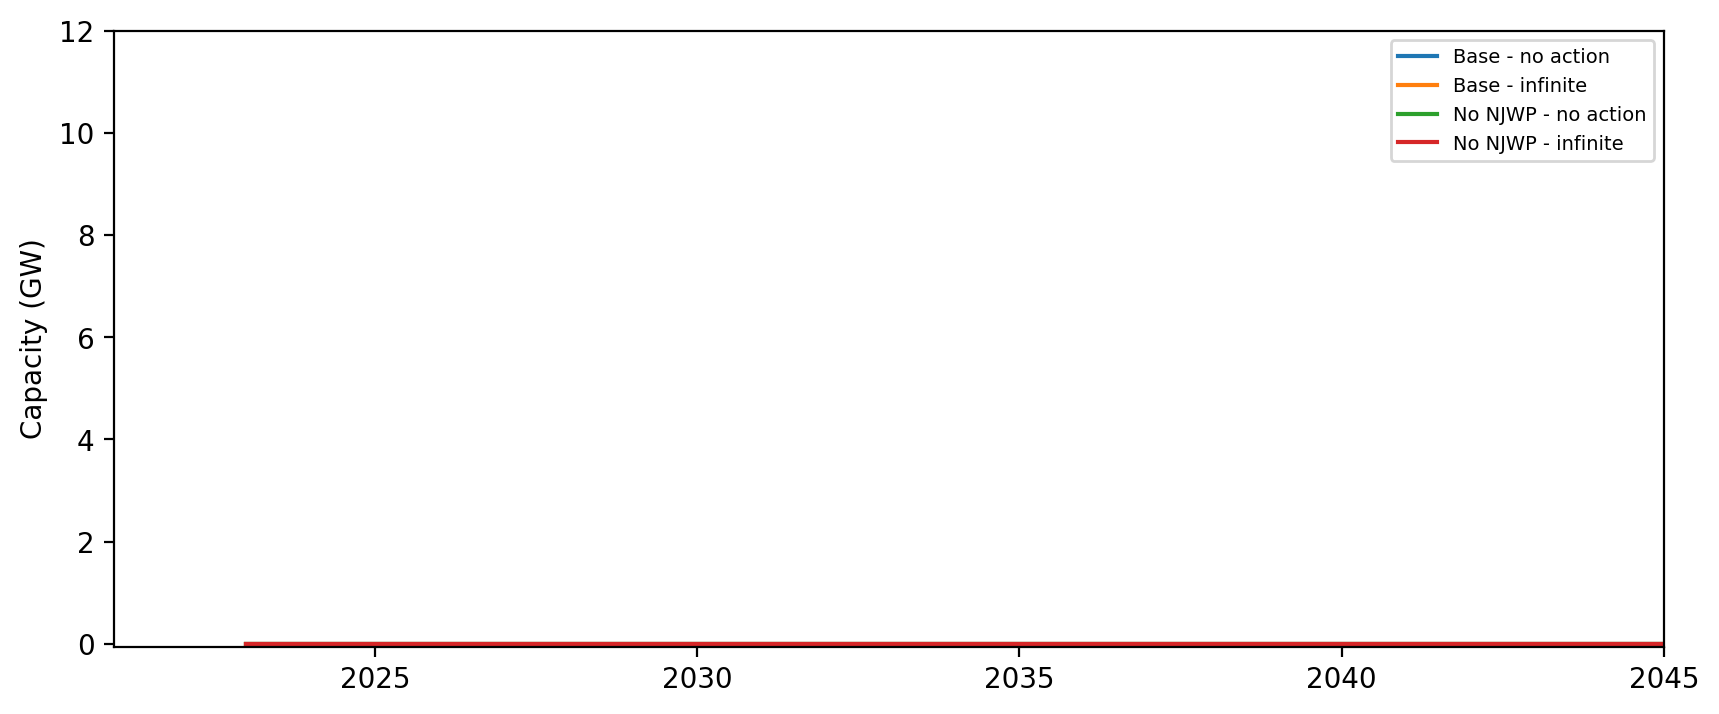 12
10
8
6
4
2
0
Capacity (GW)
Base - no action
Base - infinite
No NJWP - no action
No NJWP - infinite
2025 2030 2035 2040 2045